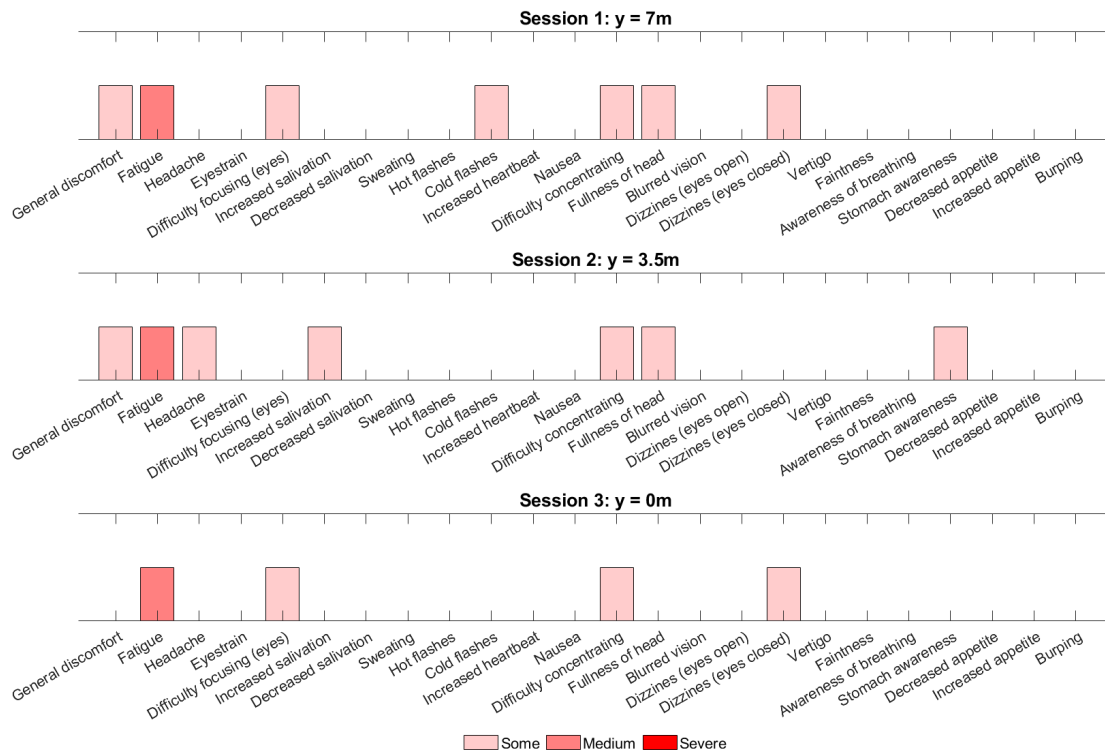 Session 1: y = 7m
General discomfort
Fatigue
Headache
Eyestrain
Difficulty focusing (eyes)
Increased salivation
Decreased salivation
Sweating
Hot flashes
Cold flashes
Increased heartbeat
Nausea
Difficulty concentrating
Fullness of head
Blurred vision
Dizzines (eyes open)
Dizzines (eyes closed)
Vertigo
Faintness
Awareness of breathing
Stomach awareness
Decreased appetite
Increased appetite
Burping
Session 2: y = 3.5m
General discomfort
Fatigue
Headache
Eyestrain
Difficulty focusing (eyes)
Increased salivation
Decreased salivation
Sweating
Hot flashes
Cold flashes
Increased heartbeat
Nausea
Difficulty concentrating
Fullness of head
Blurred vision
Dizzines (eyes open)
Dizzines (eyes closed)
Vertigo
Faintness
Awareness of breathing
Stomach awareness
Decreased appetite
Increased appetite
Burping
Session 3: y = 0m
General discomfort
Fatigue
Headache
Eyestrain
Difficulty focusing (eyes)
Increased salivation
Decreased salivation
Sweating
Hot flashes
Cold flashes
Increased heartbeat
Nausea
Difficulty concentrating
Fullness of head
Blurred vision
Dizzines (eyes open)
Dizzines (eyes closed)
Vertigo
Faintness
Awareness of breathing
Stomach awareness
Decreased appetite
Increased appetite
Burping
Some Medium Severe